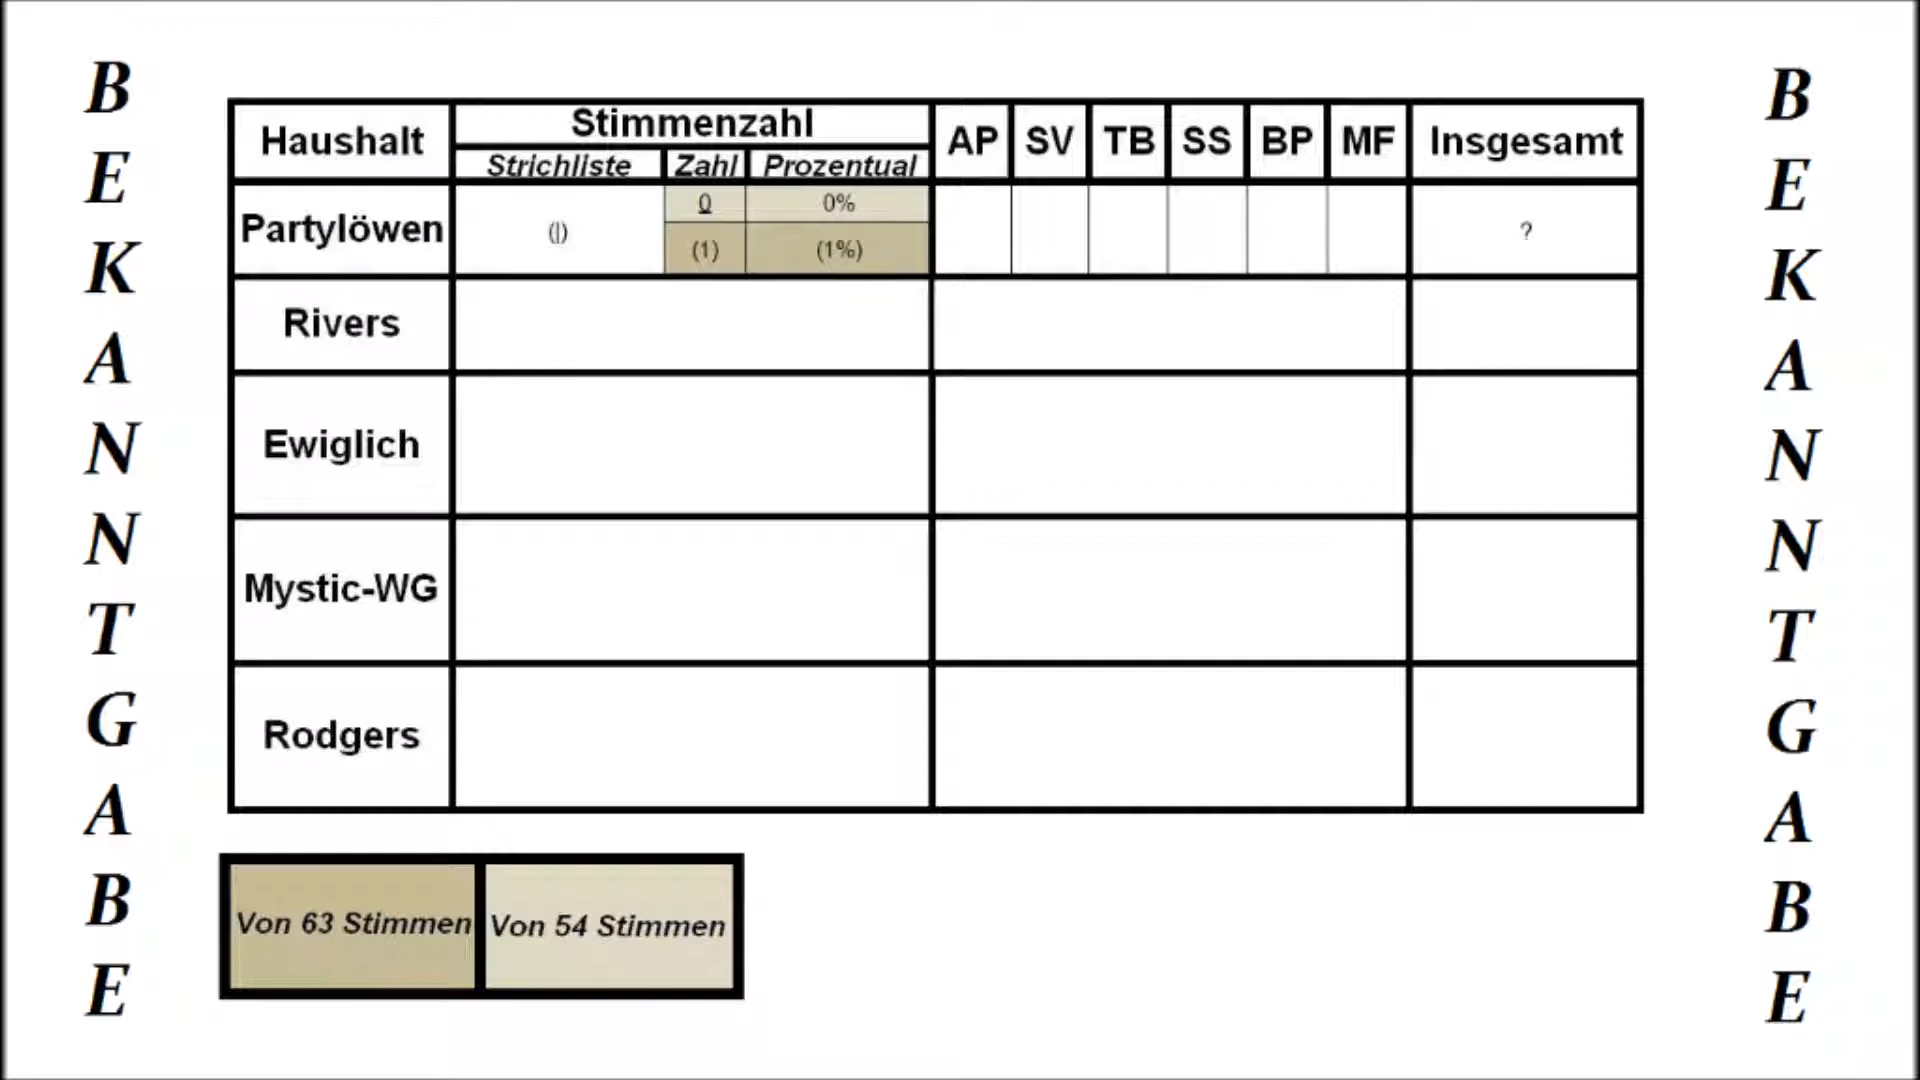 B E K A N N T G A B E
Haushalt Stimmenzahl AP SV TB SS BP MF Insgesamt
Strichliste Zahl Prozentual
Partylöwen (|) 0 0% ?
(1) (1%)
Rivers
Ewiglich
Mystic-WG
Rodgers
Von 63 Stimmen Von 54 Stimmen
B E K A N N T G A B E